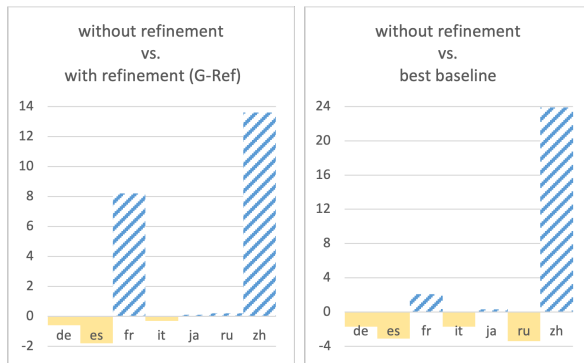 without refinement
vs.
with refinement (G-Ref)
14
12
10
8
6
4
2
0
-2
de es fr it ja ru zh
without refinement
vs.
best baseline
24
20
16
12
8
4
0
-4
de es fr it ja ru zh